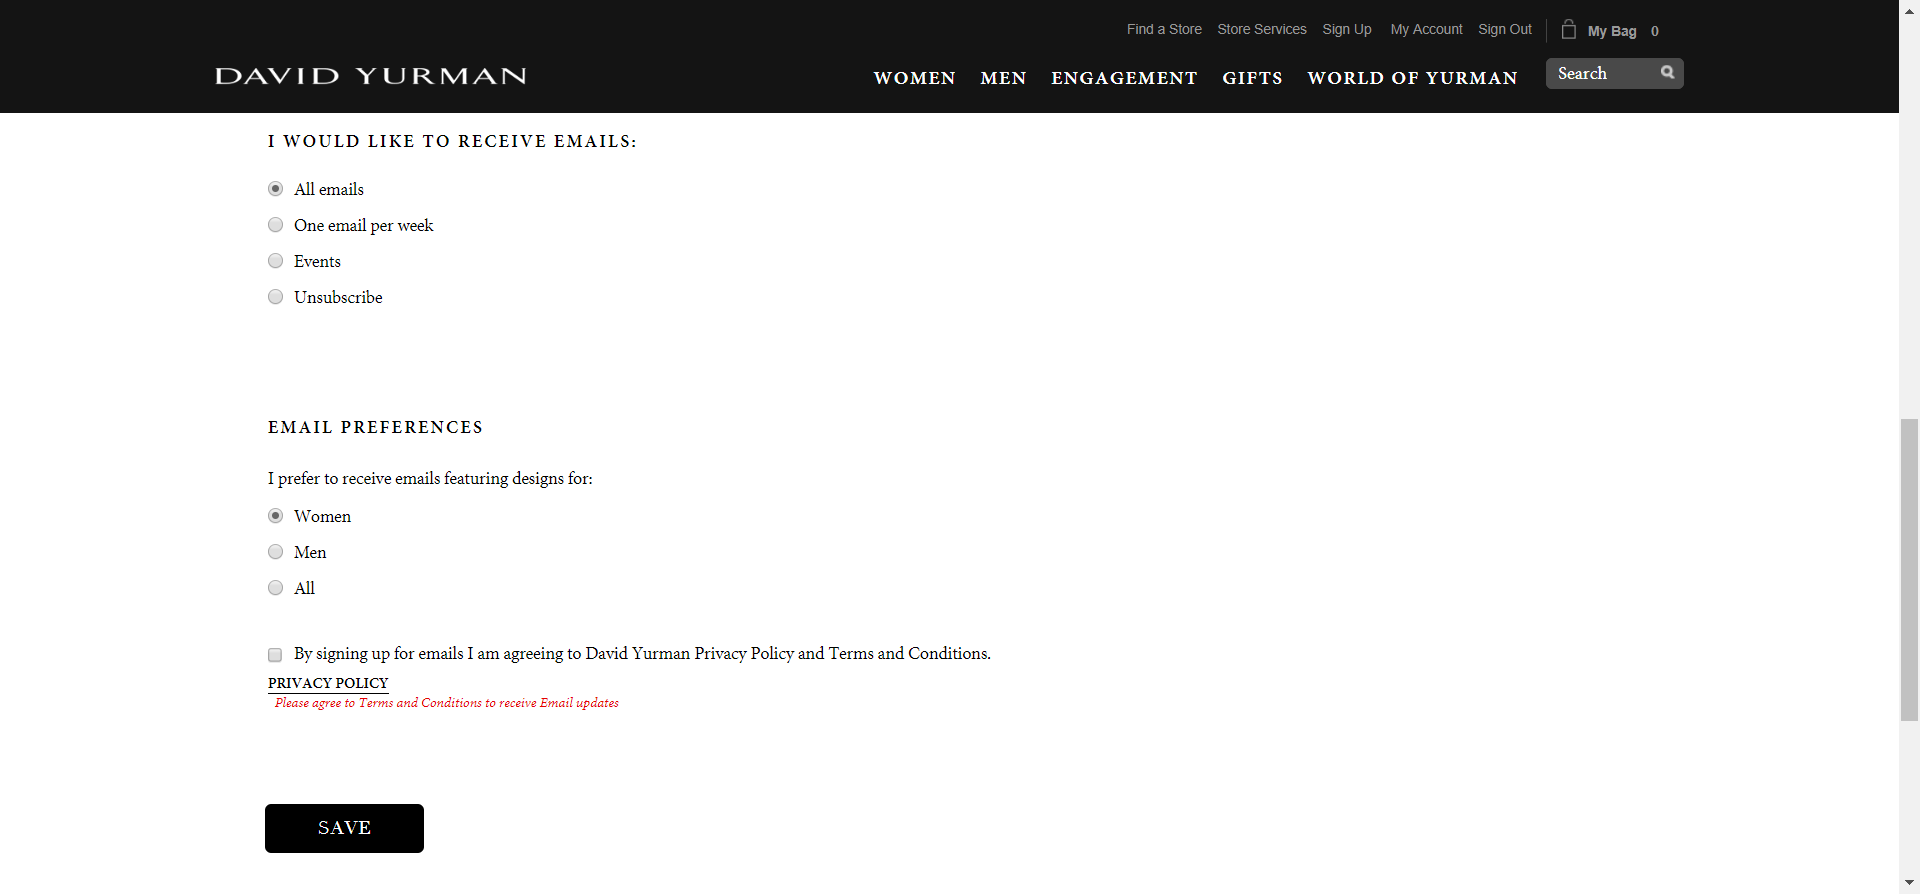 Find a Store Store Services Sign Up My Account Sign Out My Bag 0
DAVID YURMAN WOMEN MEN ENGAGEMENT GIFTS WORLD OF YURMAN Search
I WOULD LIKE TO RECEIVE EMAILS:
All emails
One email per week
Events
Unsubscribe
EMAIL PREFERENCES
I prefer to receive emails featuring designs for:
Women
Men
All
By signing up for emails I am agreeing to David Yurman Privacy Policy and Terms and Conditions.
PRIVACY POLICY
Please agree to Terms and Conditions to receive Email updates
SAVE